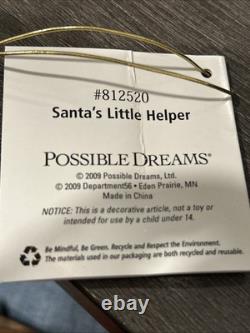 #812520
Santa's Little Helper
POSSIBLE DREAMS®
© 2009 Possible Dreams, Ltd.
© 2009 Department56 • Eden Prairie, MN
Made in China
NOTICE: This is a decorative article, not a toy or
intended for use by a child under 14.
Be Mindful, Be Green. Recycle and Respect the Environment.
The materials used in our packaging are both recycled and reusable.